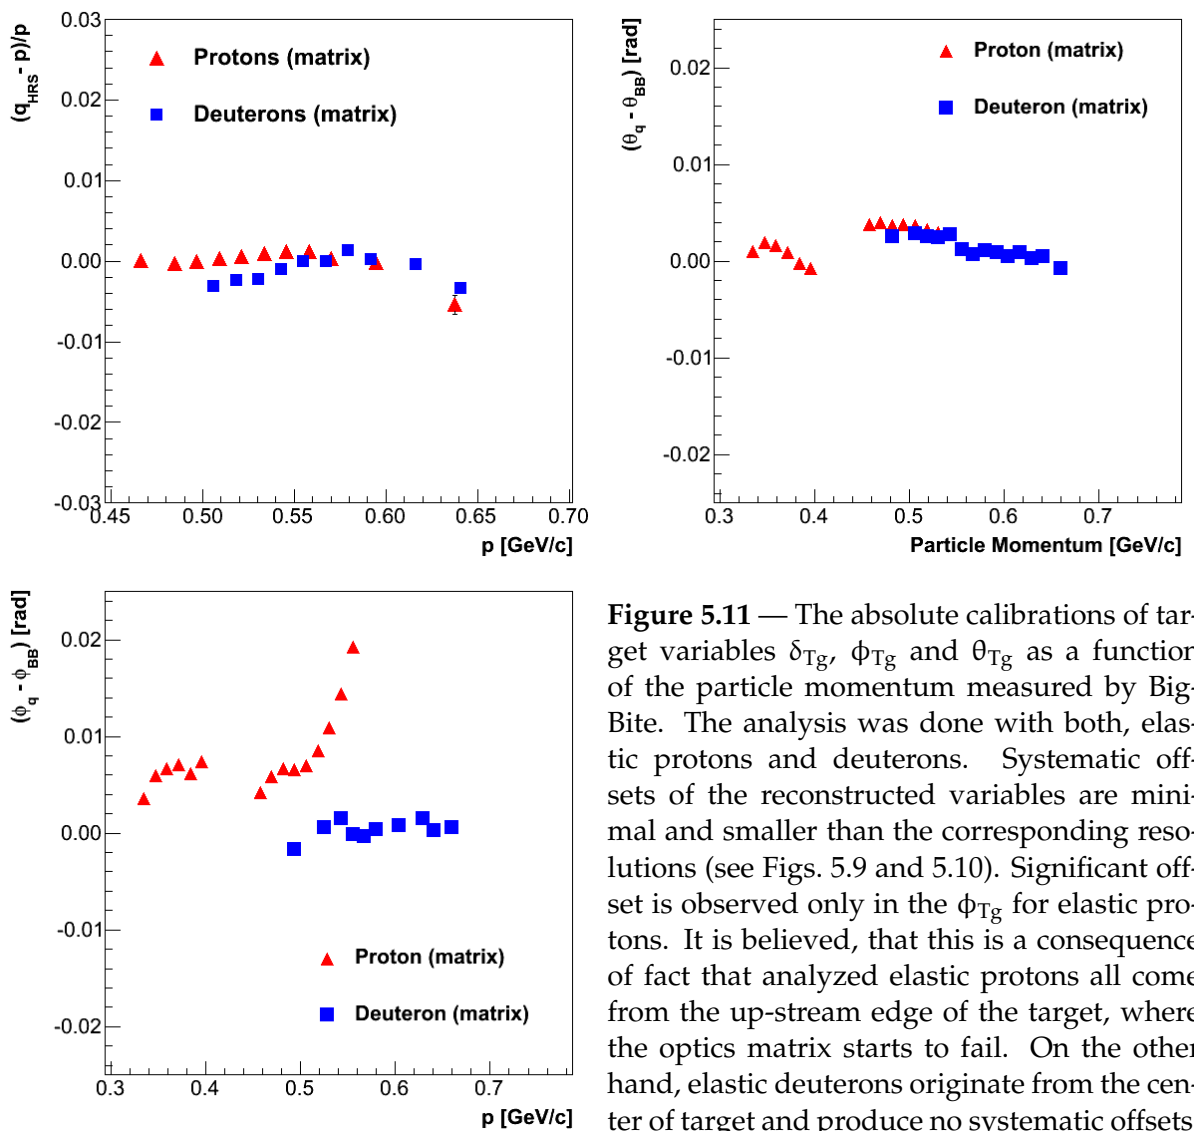 (q_HRS - p)/p
0.03
0.02
0.01
0.00
-0.01
-0.02
-0.03
Protons (matrix)
Deuterons (matrix)
0.45 0.50 0.55 0.60 0.65 0.70
p [GeV/c]
(θ_q - θ_BB) [rad]
0.02
0.01
0.00
-0.01
-0.02
Proton (matrix)
Deuteron (matrix)
0.3 0.4 0.5 0.6 0.7
Particle Momentum [GeV/c]
(ϕ_q - ϕ_BB) [rad]
0.02
0.01
0.00
-0.01
-0.02
Proton (matrix)
Deuteron (matrix)
0.3 0.4 0.5 0.6 0.7
p [GeV/c]
Figure 5.11 — The absolute calibrations of tar-
get variables δ_Tg, ϕ_Tg and θ_Tg as a function
of the particle momentum measured by Big-
Bite. The analysis was done with both, elas-
tic protons and deuterons. Systematic off-
sets of the reconstructed variables are mini-
mal and smaller than the corresponding reso-
lutions (see Figs. 5.9 and 5.10). Significant off-
set is observed only in the ϕ_Tg for elastic pro-
tons. It is believed, that this is a consequence
of fact that analyzed elastic protons all come
from the up-stream edge of the target, where
the optics matrix starts to fail. On the other
hand, elastic deuterons originate from the cen-
ter of target and produce no systematic offsets.